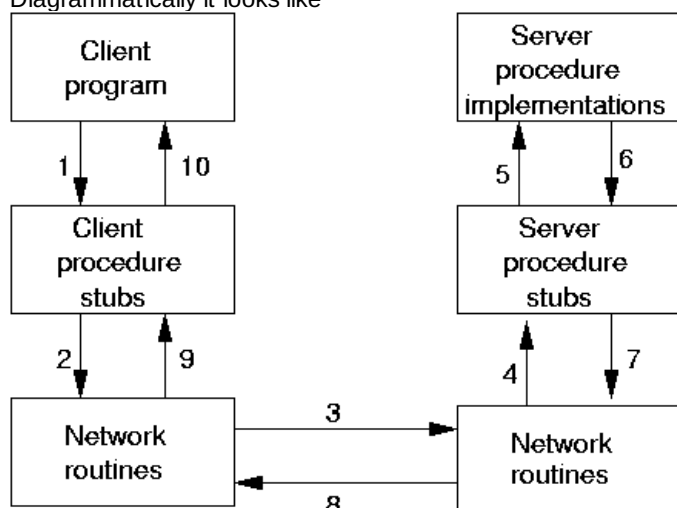 Diagrammatically it looks like
Client
program
Server
procedure
implementations
1
10
5
6
Client
procedure
stubs
Server
procedure
stubs
2
9
4
7
3
Network
routines
Network
routines
8